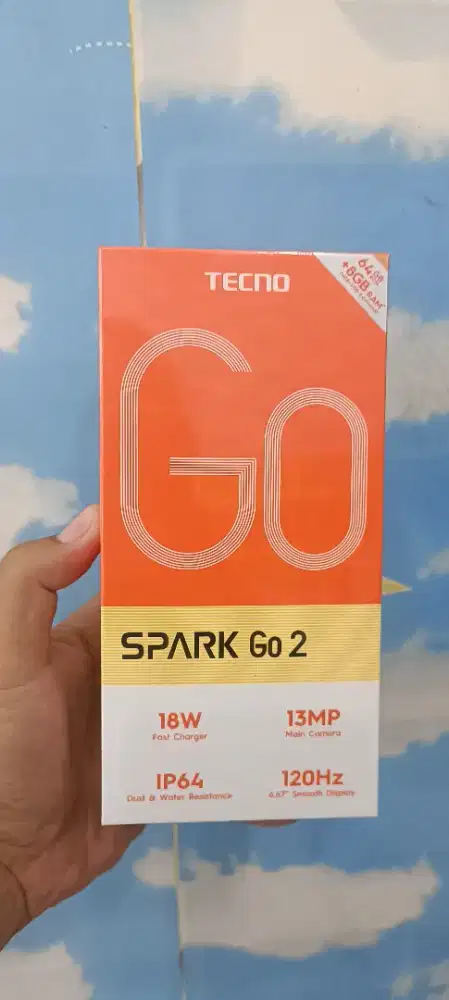 TECNO
64GB
+8GB RAM*
Go
SPARK Go 2
18W
Fast Charger
13MP
Main Camera
IP64
Dust & Water Resistance
120Hz
6.67" Smooth Display